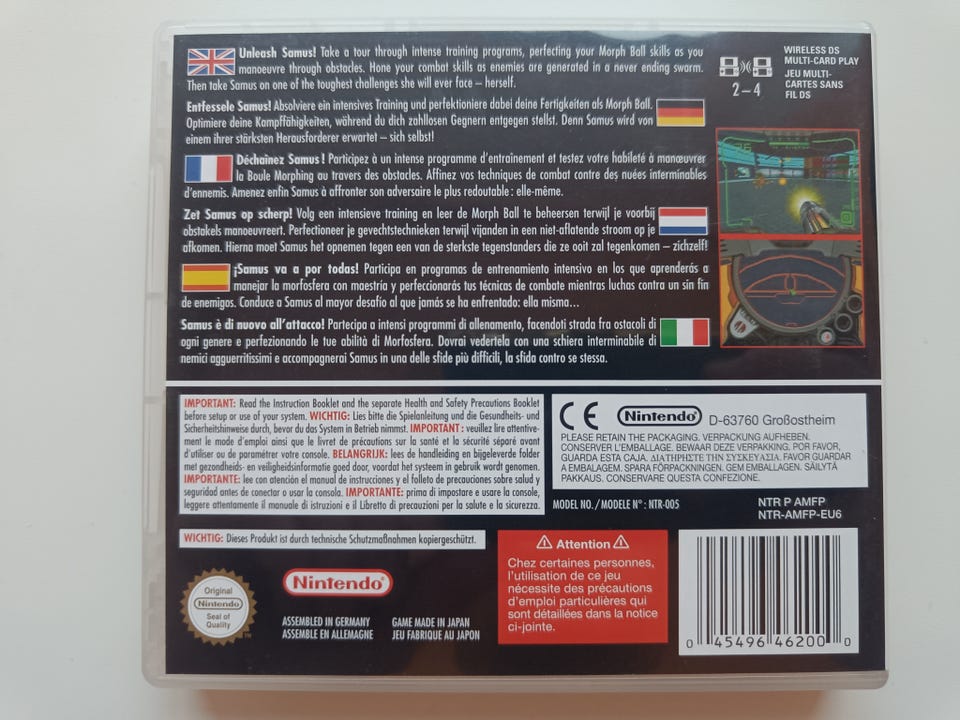 Unleash Samus! Take a tour through intense training programs, perfecting your Morph Ball skills as you
manoeuvre through obstacles. Hone your combat skills as enemies are generated in a never ending swarm.
Then take Samus on one of the toughest challenges she will ever face – herself.
Entfessele Samus! Absolviere ein intensives Training und perfektioniere dabei deine Fertigkeiten als Morph Ball.
Optimiere deine Kampffähigkeiten, während du dich zahllosen Gegnern entgegen stellst. Denn Samus wird von
einem ihrer stärksten Herausforderer erwartet – sich selbst!
Déchaînez Samus ! Participez à un intense programme d'entraînement et testez votre habileté à manœuvrer
la Boule Morphing au travers des obstacles. Affinez vos techniques de combat contre des nuées interminables
d'ennemis. Amenez enfin Samus à affronter son adversaire le plus redoutable : elle-même.
Zet Samus op scherp! Volg een intensieve training en leer de Morph Ball te beheersen terwijl je voorbij
obstakels manoeuvreert. Perfectioneer je gevechtstechnieken terwijl vijanden in een niet-aflatende stroom op je
afkomen. Hierna moet Samus het opnemen tegen een van de sterkste tegenstanders die ze ooit zal tegenkomen – zichzelf!
¡Samus va a por todas! Participa en programas de entrenamiento intensivo en los que aprenderás a
manejar la morfosfera con maestría y perfeccionarás tus técnicas de combate mientras luchas contra un sin fin
de enemigos. Conduce a Samus al mayor desafío al que jamás se ha enfrentado: ella misma...
Samus è di nuovo all'attacco! Partecipa a intensi programmi di allenamento, facendoti strada fra ostacoli di
ogni genere e perfezionando le tue abilità di Morfosfera. Dovrai vedertela con una schiera interminabile di
nemici agguerritissimi e accompagnerai Samus in una delle sfide più difficili, la sfida contro se stessa.
WIRELESS DS
MULTI-CARD PLAY
JEU MULTI-
CARTES SANS
FIL DS
2–4
IMPORTANT: Read the Instruction Booklet and the separate Health and Safety Precautions Booklet
before setup or use of your system. WICHTIG: Lies bitte die Spielanleitung und die Gesundheits- und
Sicherheitshinweise durch, bevor du das System in Betrieb nimmst. IMPORTANT : veuillez lire attentive-
ment le mode d'emploi ainsi que le livret de précautions sur la santé et la sécurité séparé avant
d'utiliser ou de paramétrer votre console. BELANGRIJK: lees de handleiding en bijgeleverde folder
met gezondheids- en veiligheidsinformatie goed door, voordat het systeem in gebruik wordt genomen.
IMPORTANTE: lee con atención el manual de instrucciones y el folleto de precauciones sobre salud y
seguridad antes de conectar o usar la consola. IMPORTANTE: prima di impostare e usare la console,
leggere attentamente il manuale di istruzioni e il Libretto di precauzioni per la salute e la sicurezza.
CE Nintendo® D-63760 Großostheim
PLEASE RETAIN THE PACKAGING. VERPACKUNG AUFHEBEN.
CONSERVER L'EMBALLAGE. BEWAAR DEZE VERPAKKING. POR FAVOR,
GUARDA ESTA CAJA. ΔΙΑΤΗΡΗΣΤΕ ΤΗΝ ΣΥΣΚΕΥΑΣΙΑ. FAVOR GUARDAR
A EMBALAGEM. SPARA FÖRPACKNINGEN. GEM EMBALLAGEN. SÄILYTÄ
PAKKAUS. CONSERVARE QUESTA CONFEZIONE.
MODEL NO./MODELE N° : NTR-005
NTR P AMFP
NTR-AMFP-EU6
WICHTIG: Dieses Produkt ist durch technische Schutzmaßnahmen kopiergeschützt.
Original
Nintendo
Seal of
Quality
TM
Nintendo®
ASSEMBLED IN GERMANY
ASSEMBLE EN ALLEMAGNE
GAME MADE IN JAPAN
JEU FABRIQUE AU JAPON
Attention
Chez certaines personnes,
l'utilisation de ce jeu
nécessite des précautions
d'emploi particulières qui
sont détaillées dans la notice
ci-jointe.
0 45496 46200 0